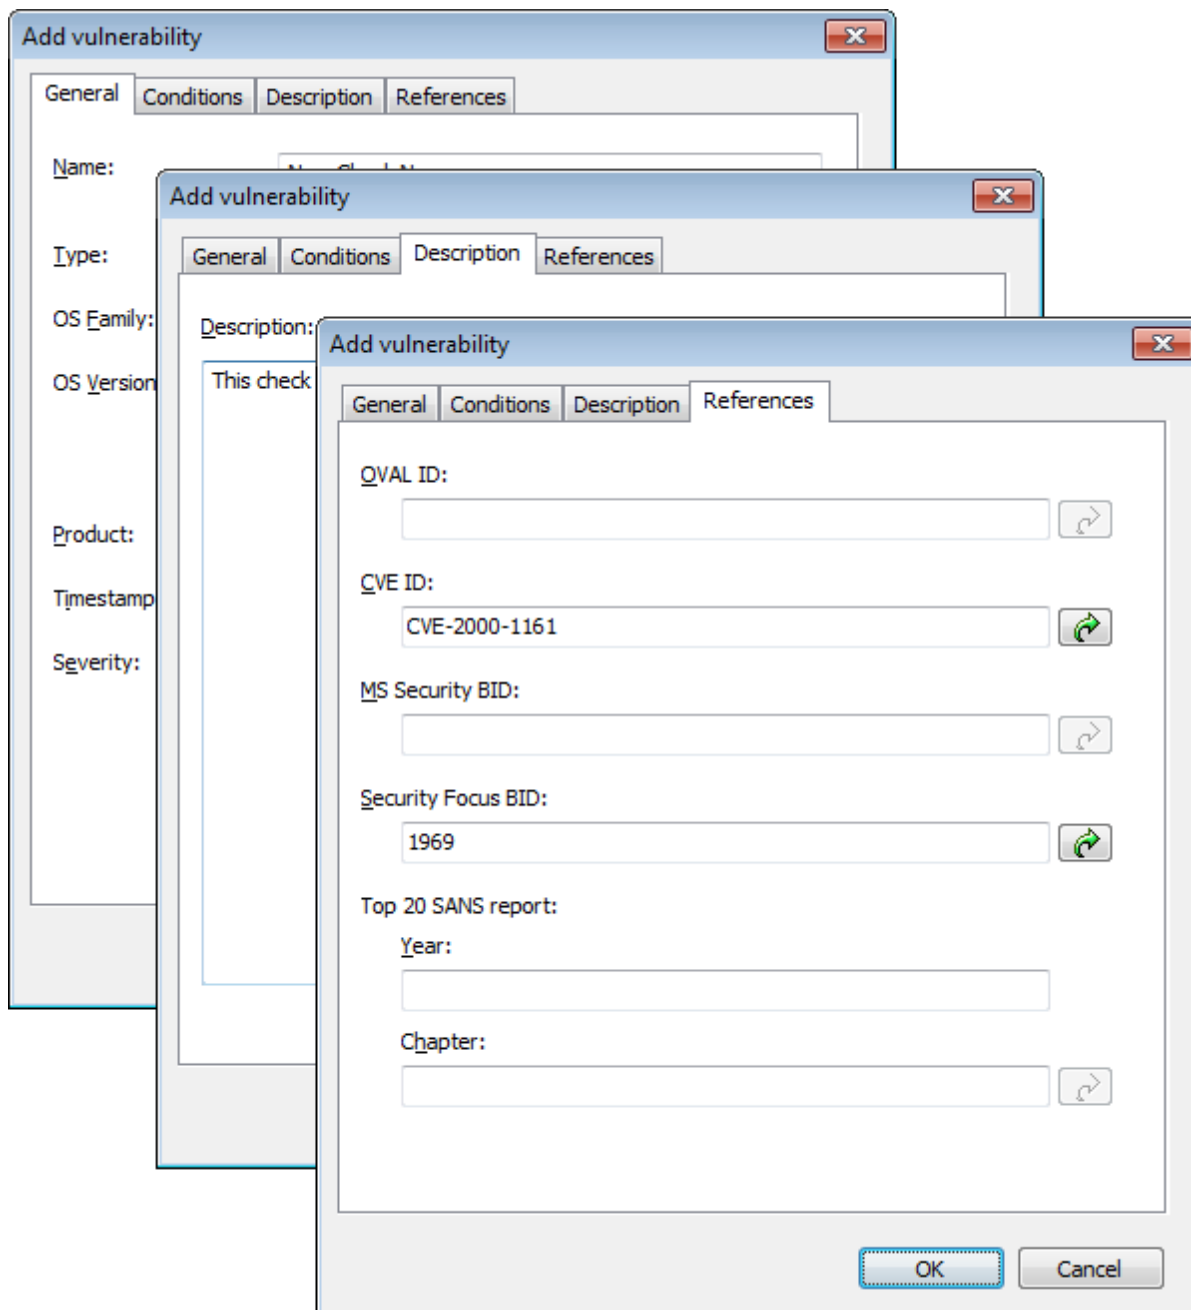 Add vulnerability
General Conditions Description References
Name:
Type:
OS Family:
OS Version
Product:
Timestamp
Severity:
Add vulnerability
General Conditions Description References
Description:
This check
Add vulnerability
General Conditions Description References
OVAL ID:
CVE ID:
CVE-2000-1161
MS Security BID:
Security Focus BID:
1969
Top 20 SANS report:
Year:
Chapter:
OK Cancel